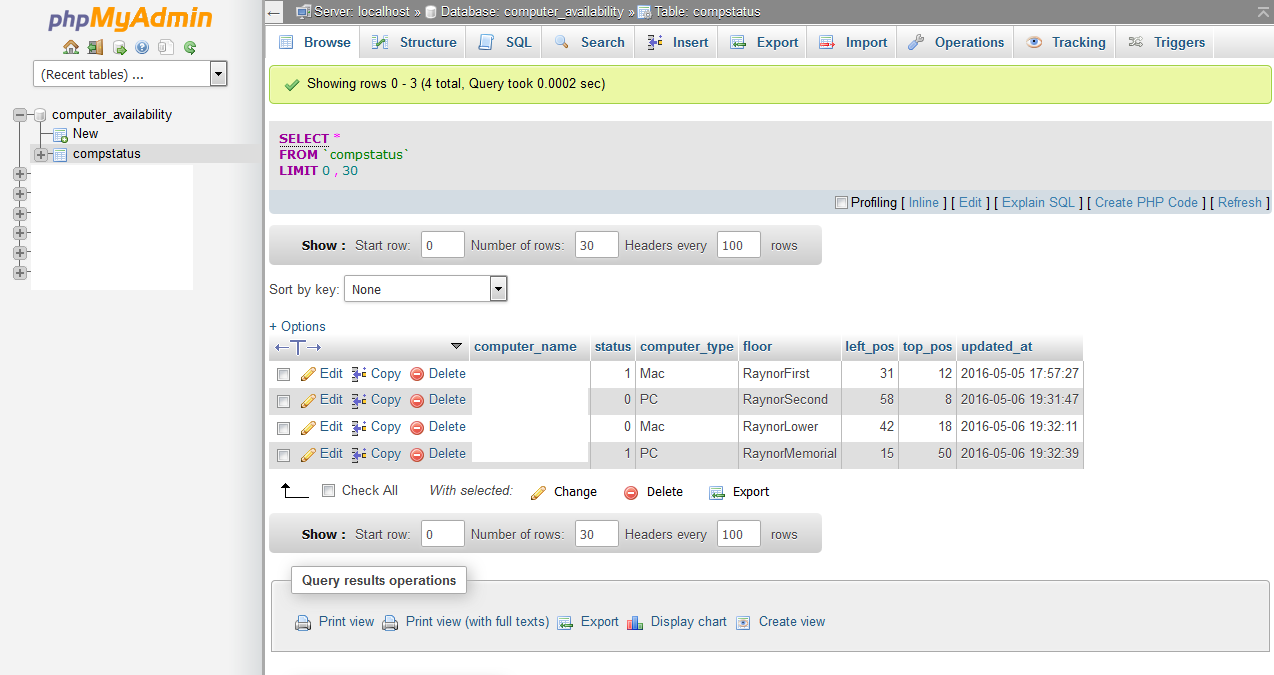 phpMyAdmin
Server: localhost » Database: computer_availability » Table: compstatus
Browse Structure SQL Search Insert Export Import Operations Tracking Triggers
(Recent tables) ...
Showing rows 0 - 3 (4 total, Query took 0.0002 sec)
computer_availability
New
compstatus
SELECT *
FROM `compstatus`
LIMIT 0 , 30
Profiling [ Inline ] [ Edit ] [ Explain SQL ] [ Create PHP Code ] [ Refresh ]
Show : Start row: 0 Number of rows: 30 Headers every 100 rows
Sort by key: None
+ Options
←T→ computer_name status computer_type floor left_pos top_pos updated_at
Edit Copy Delete 1 Mac RaynorFirst 31 12 2016-05-05 17:57:27
Edit Copy Delete 0 PC RaynorSecond 58 8 2016-05-06 19:31:47
Edit Copy Delete 0 Mac RaynorLower 42 18 2016-05-06 19:32:11
Edit Copy Delete 1 PC RaynorMemorial 15 50 2016-05-06 19:32:39
Check All With selected: Change Delete Export
Show : Start row: 0 Number of rows: 30 Headers every 100 rows
Query results operations
Print view Print view (with full texts) Export Display chart Create view